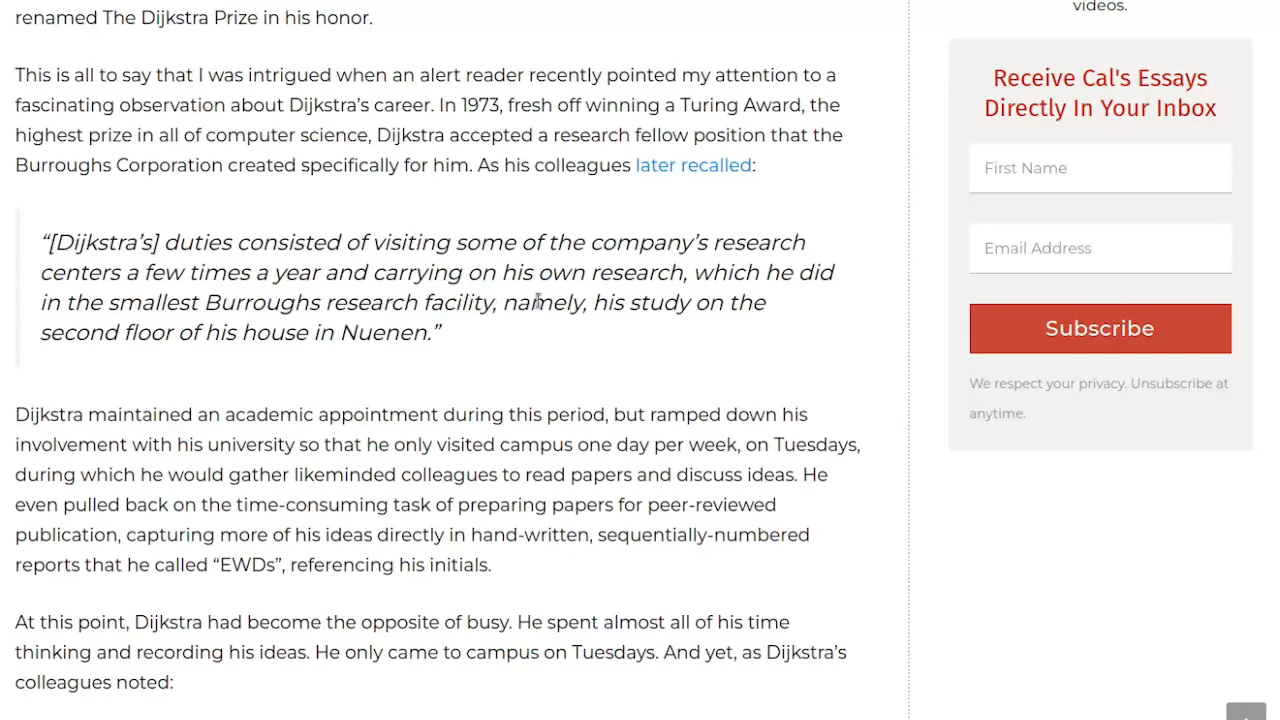 renamed The Dijkstra Prize in his honor.
This is all to say that I was intrigued when an alert reader recently pointed my attention to a
fascinating observation about Dijkstra's career. In 1973, fresh off winning a Turing Award, the
highest prize in all of computer science, Dijkstra accepted a research fellow position that the
Burroughs Corporation created specifically for him. As his colleagues later recalled:
“[Dijkstra’s] duties consisted of visiting some of the company’s research
centers a few times a year and carrying on his own research, which he did
in the smallest Burroughs research facility, namely, his study on the
second floor of his house in Nuenen.”
Dijkstra maintained an academic appointment during this period, but ramped down his
involvement with his university so that he only visited campus one day per week, on Tuesdays,
during which he would gather likeminded colleagues to read papers and discuss ideas. He
even pulled back on the time-consuming task of preparing papers for peer-reviewed
publication, capturing more of his ideas directly in hand-written, sequentially-numbered
reports that he called “EWDs”, referencing his initials.
At this point, Dijkstra had become the opposite of busy. He spent almost all of his time
thinking and recording his ideas. He only came to campus on Tuesdays. And yet, as Dijkstra’s
colleagues noted:
videos.
Receive Cal's Essays
Directly In Your Inbox
First Name
Email Address
Subscribe
We respect your privacy. Unsubscribe at
anytime.